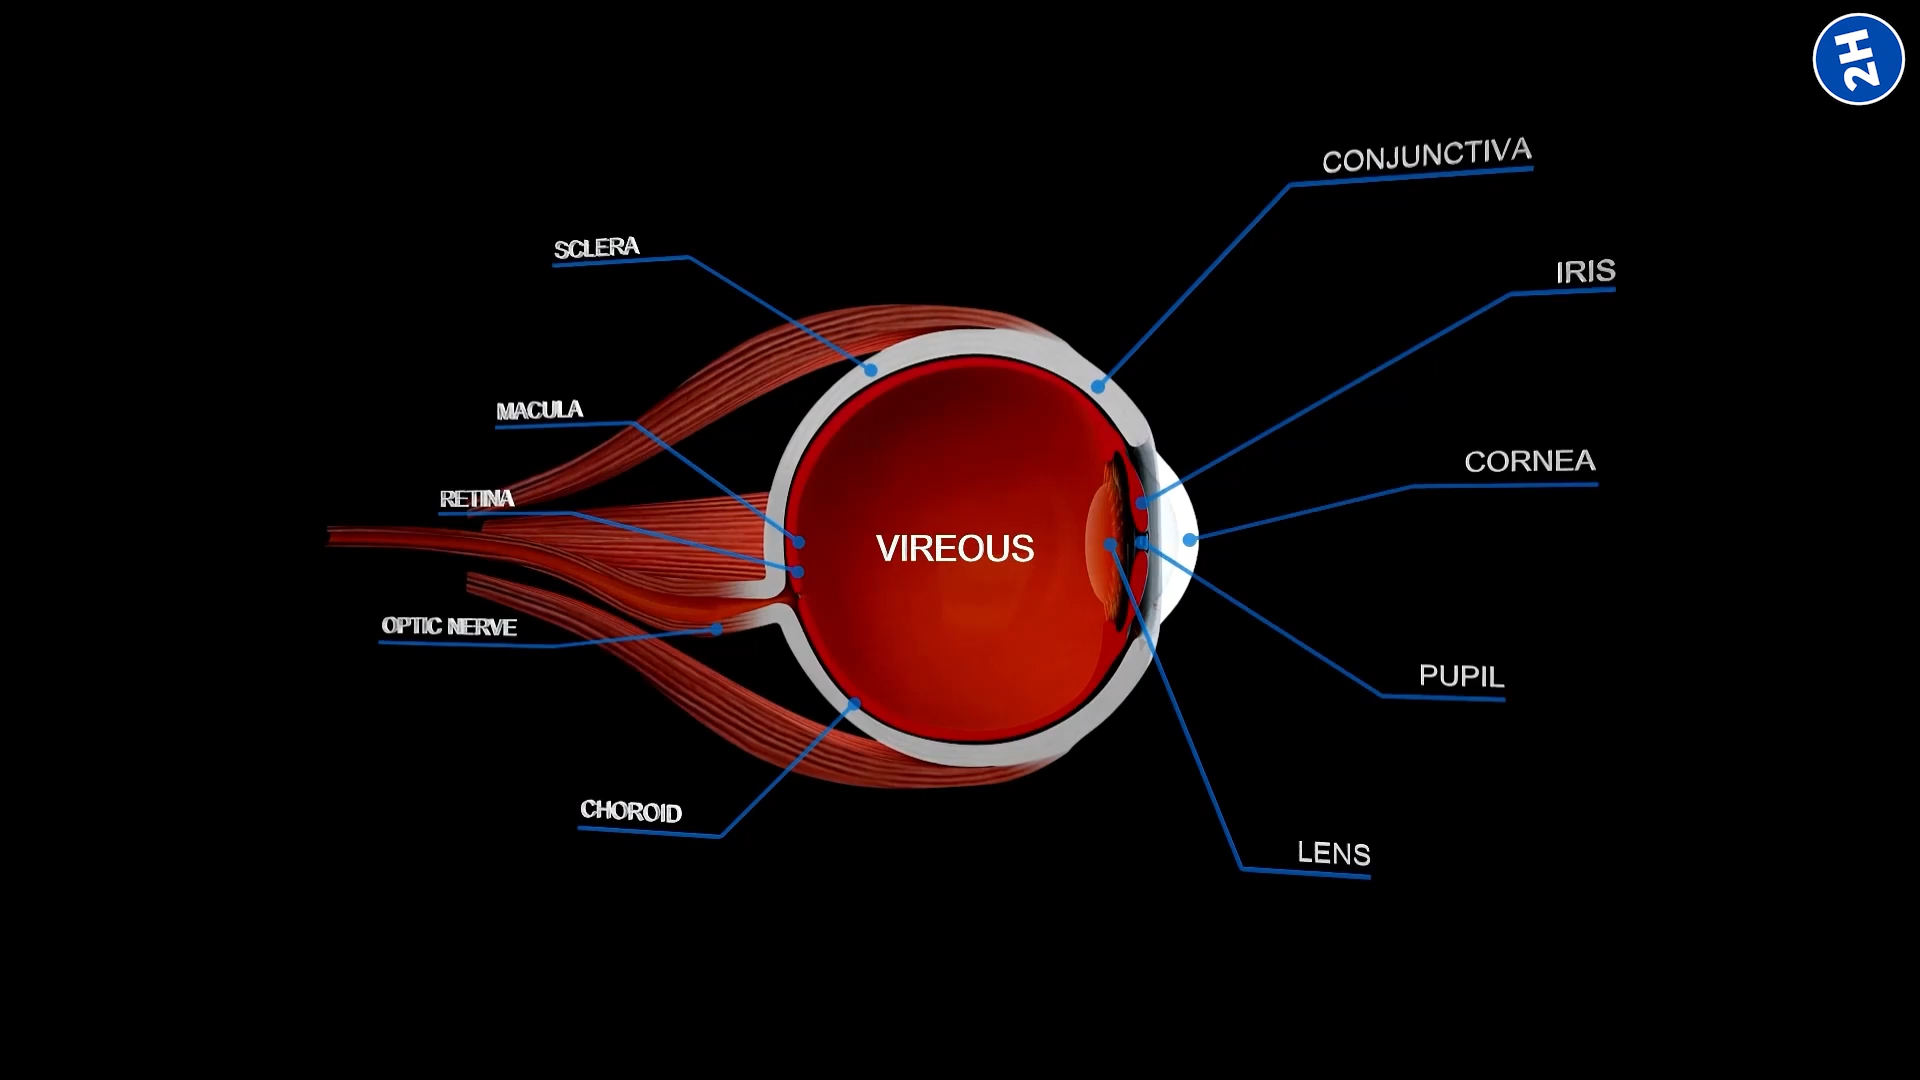 2H
CONJUNCTIVA
SCLERA
IRIS
MACULA
CORNEA
RETINA
VIREOUS
OPTIC NERVE
PUPIL
CHOROID
LENS